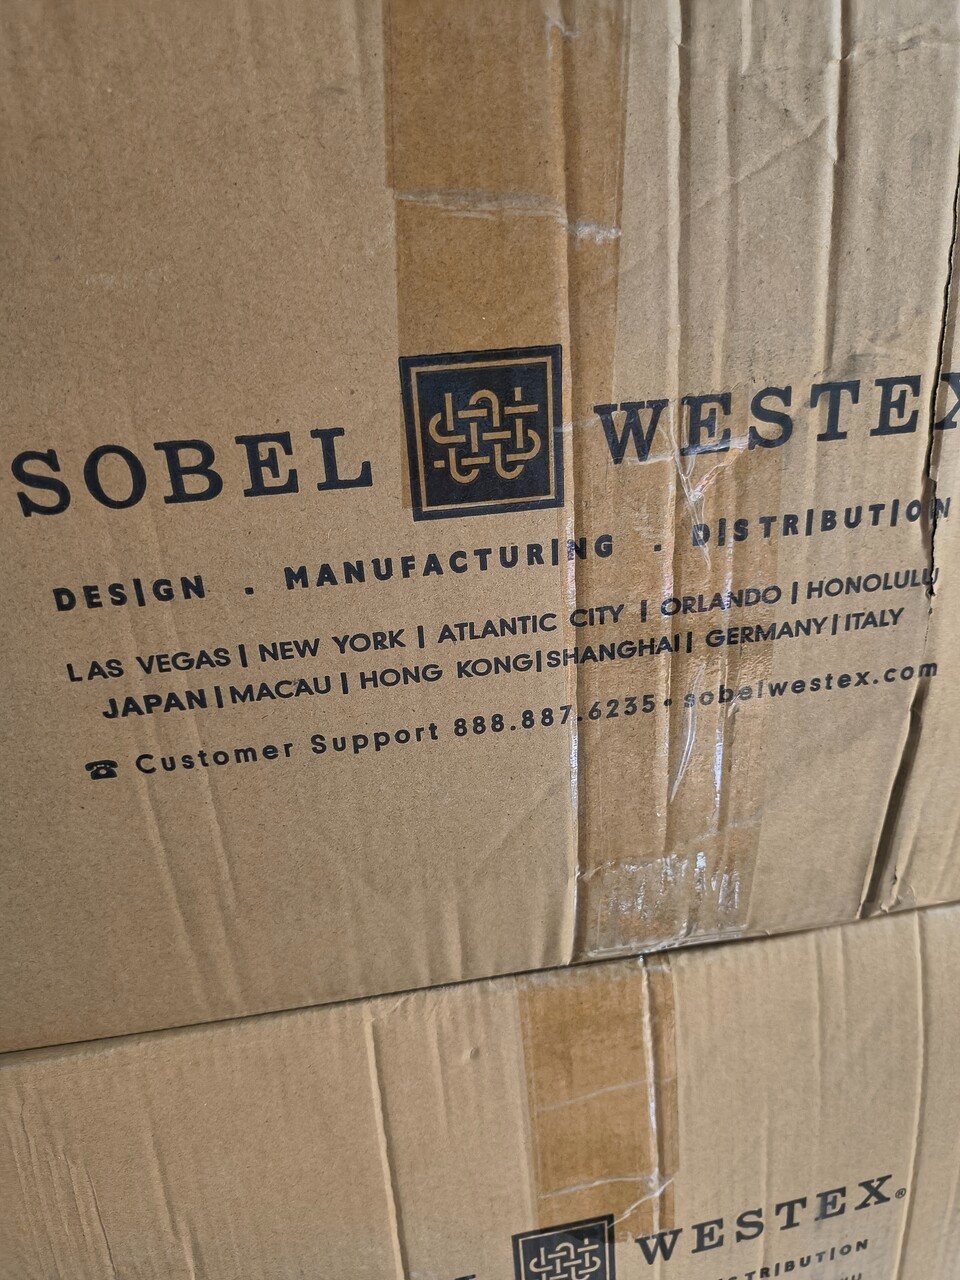 SOBEL WESTEX
DESIGN . MANUFACTURING . DISTRIBUTION
LAS VEGAS | NEW YORK | ATLANTIC CITY | ORLANDO | HONOLULU
JAPAN | MACAU | HONG KONG | SHANGHAI | GERMANY | ITALY
☎ Customer Support 888.887.6235 • sobelwestex.com
WESTEX®